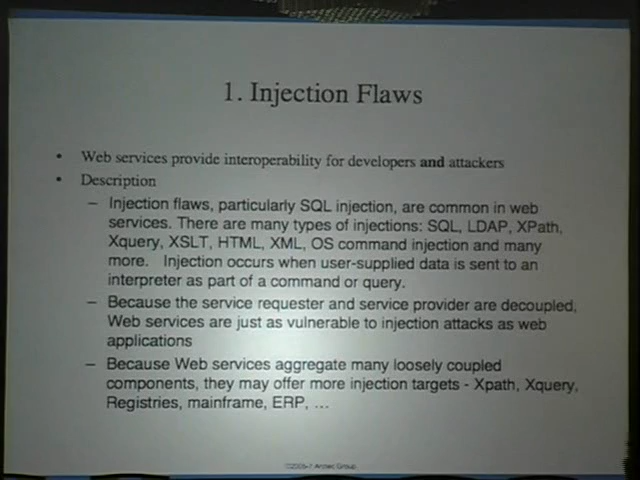 1. Injection Flaws
• Web services provide interoperability for developers and attackers
• Description
– Injection flaws, particularly SQL injection, are common in web
services. There are many types of injections: SQL, LDAP, XPath,
Xquery, XSLT, HTML, XML, OS command injection and many
more. Injection occurs when user-supplied data is sent to an
interpreter as part of a command or query.
– Because the service requester and service provider are decoupled,
Web services are just as vulnerable to injection attacks as web
applications
– Because Web services aggregate many loosely coupled
components, they may offer more injection targets - Xpath, Xquery,
Registries, mainframe, ERP, ...
Group